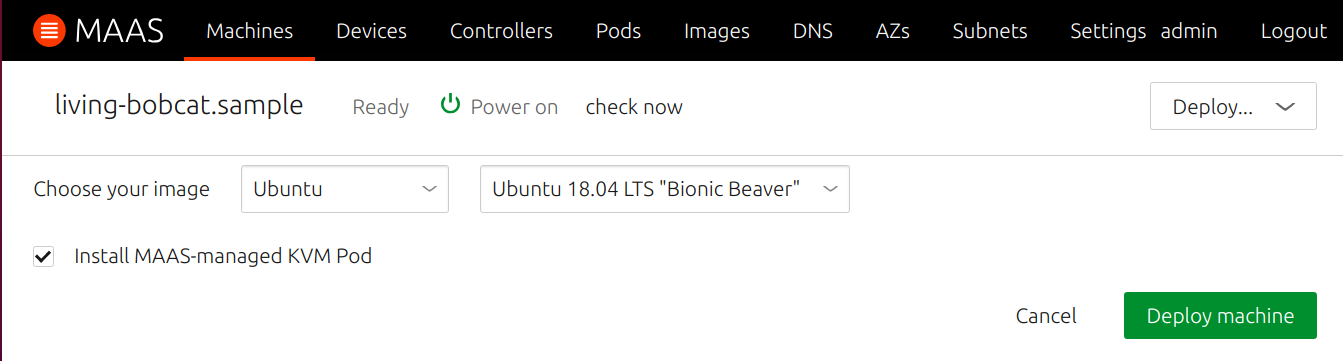 MAAS Machines Devices Controllers Pods Images DNS AZs Subnets Settings admin Logout
living-bobcat.sample Ready Power on check now Deploy...
Choose your image Ubuntu Ubuntu 18.04 LTS "Bionic Beaver"
Install MAAS-managed KVM Pod
Cancel Deploy machine